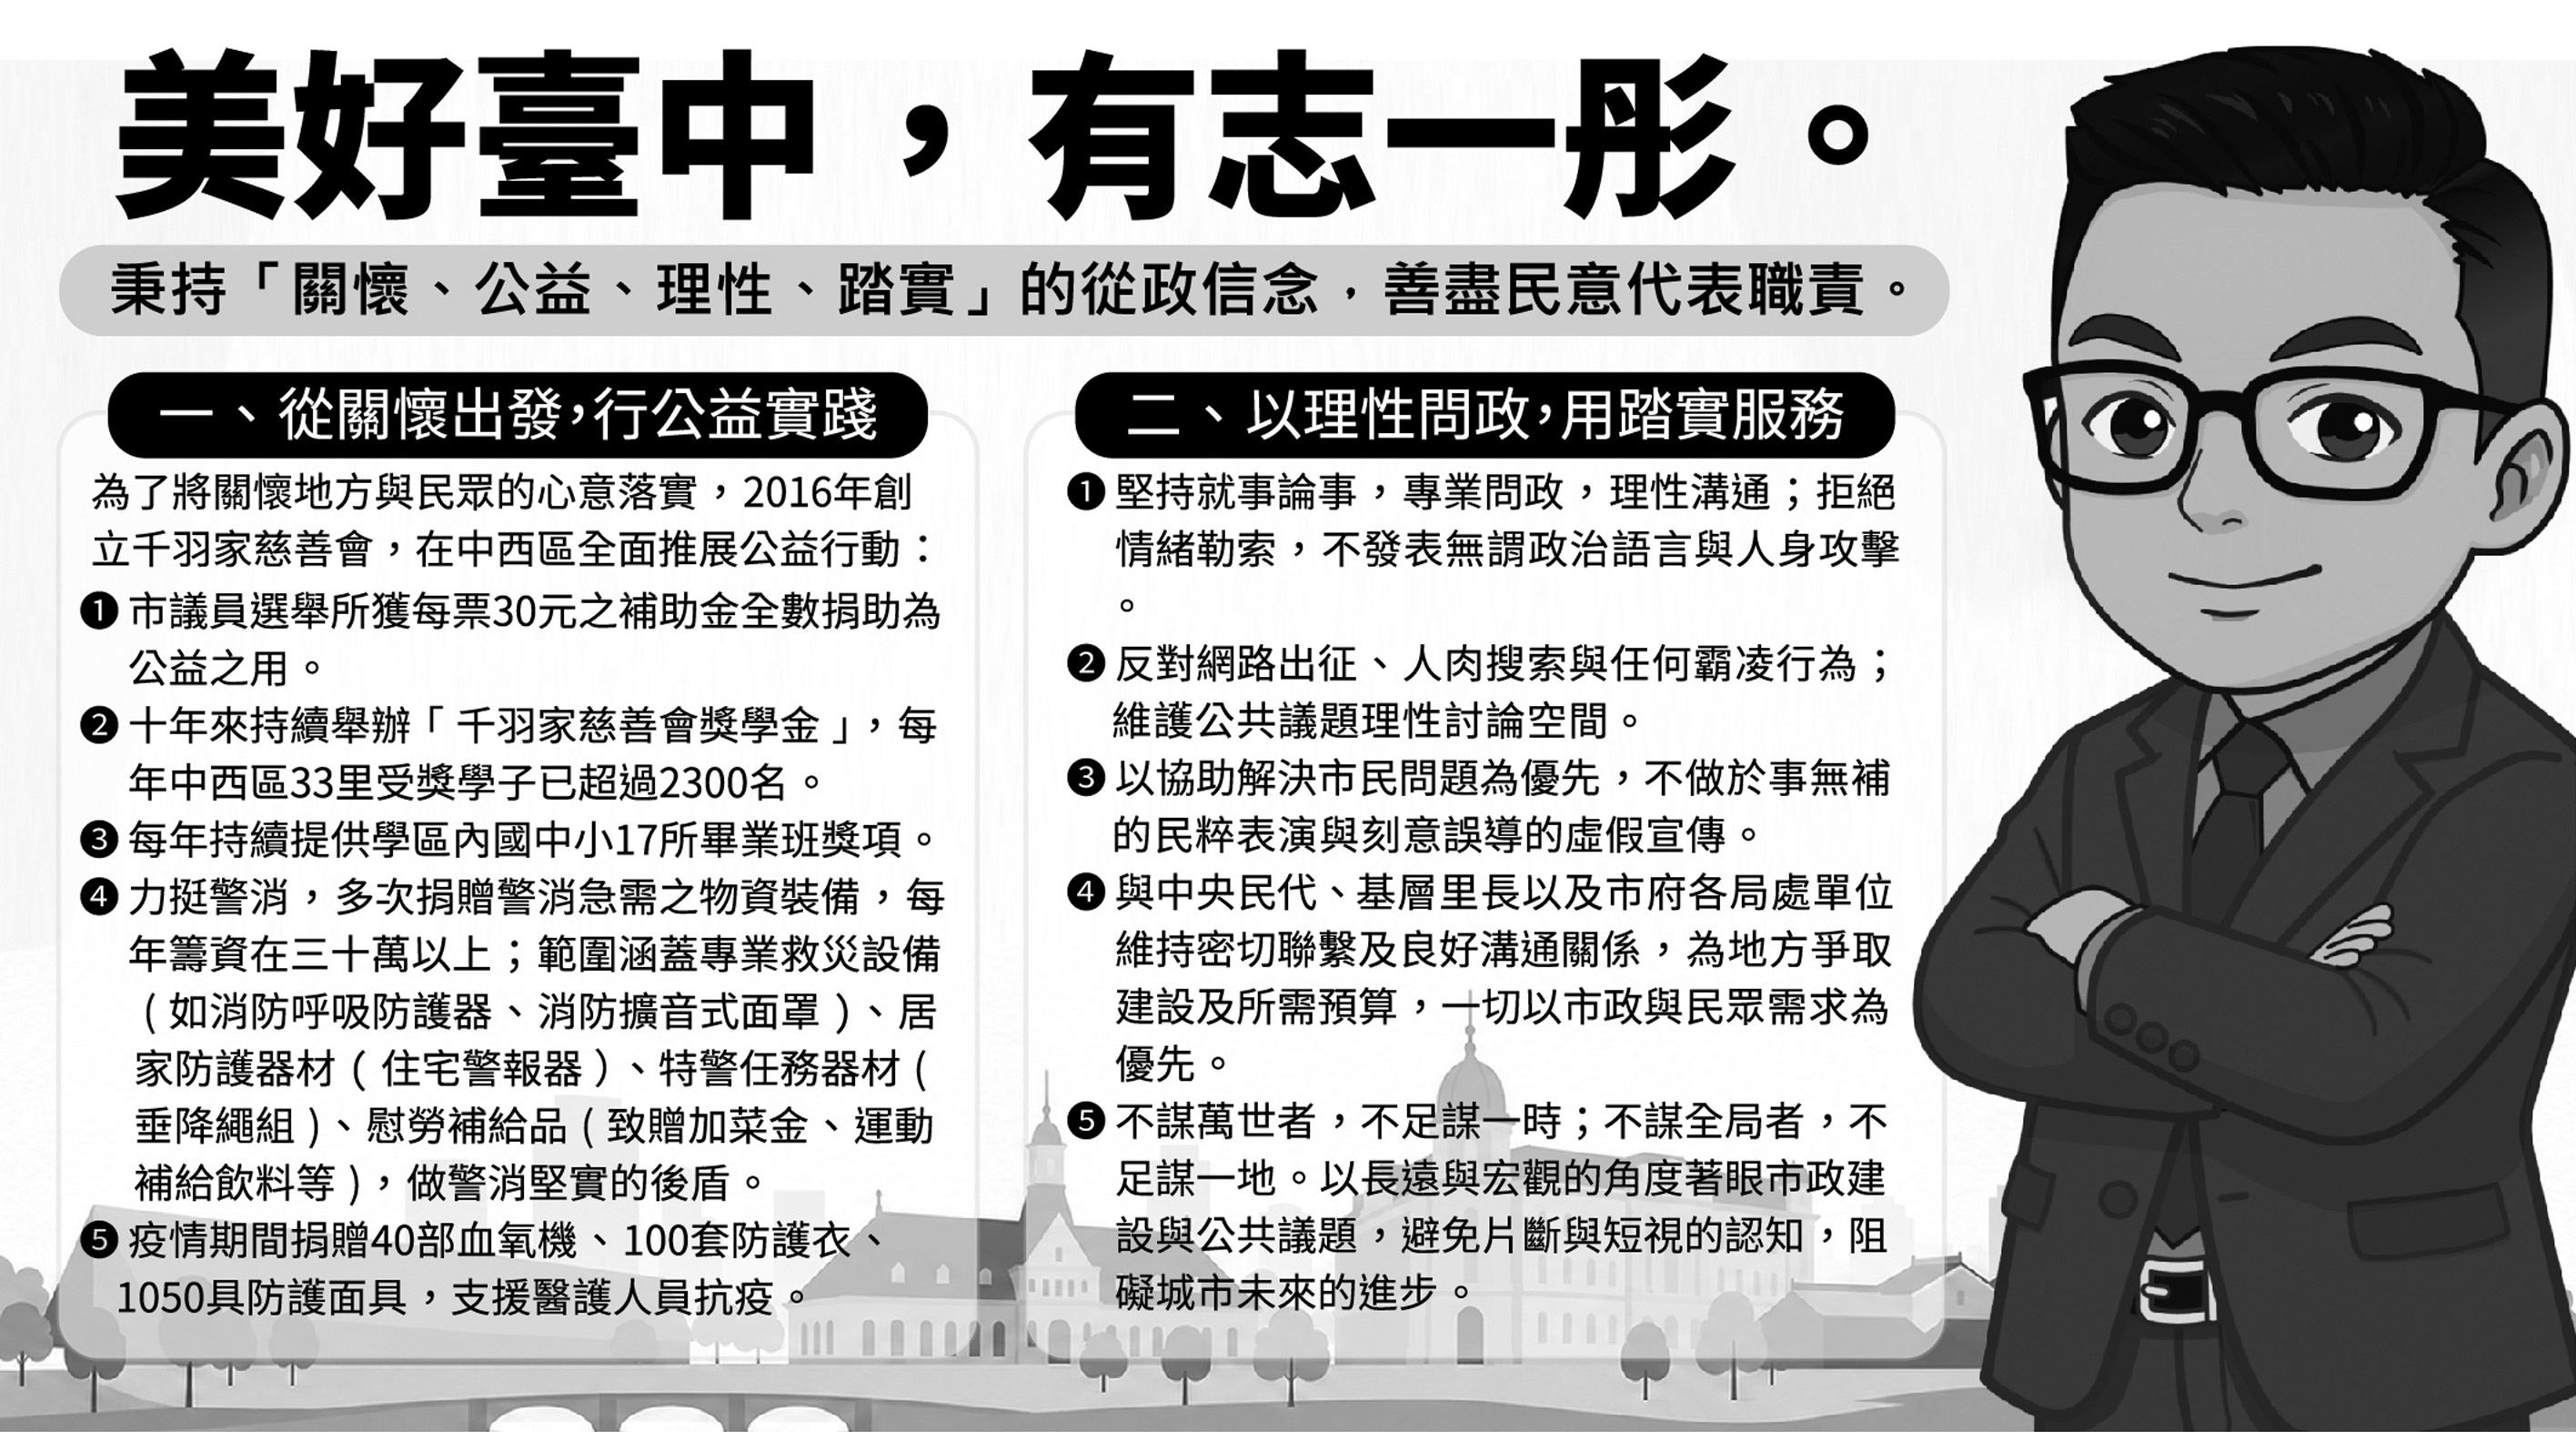 美好臺中，有志一彤。
秉持「關懷、公益、理性、踏實」的從政信念，善盡民意代表職責。
一、從關懷出發，行公益實踐
為了將關懷地方與民眾的心意落實，2016年創
立千羽家慈善會，在中西區全面推展公益行動：
❶ 市議員選舉所獲每票30元之補助金全數捐助為
公益之用。
❷ 十年來持續舉辦「千羽家慈善會獎學金」，每
年中西區33里受獎學子已超過2300名。
❸ 每年持續提供學區內國中小17所畢業班獎項。
❹ 力挺警消，多次捐贈警消急需之物資裝備，每
年籌資在三十萬以上；範圍涵蓋專業救災設備
（如消防呼吸防護器、消防擴音式面罩）、居
家防護器材（住宅警報器）、特警任務器材（
垂降繩組）、慰勞補給品（致贈加菜金、運動
補給飲料等），做警消堅實的後盾。
❺ 疫情期間捐贈40部血氧機、100套防護衣、
1050具防護面具，支援醫護人員抗疫。
二、以理性問政，用踏實服務
❶ 堅持就事論事，專業問政，理性溝通；拒絕
情緒勒索，不發表無謂政治語言與人身攻擊
。
❷ 反對網路出征、人肉搜索與任何霸凌行為；
維護公共議題理性討論空間。
❸ 以協助解決市民問題為優先，不做於事無補
的民粹表演與刻意誤導的虛假宣傳。
❹ 與中央民代、基層里長以及市府各局處單位
維持密切聯繫及良好溝通關係，為地方爭取
建設及所需預算，一切以市政與民眾需求為
優先。
❺ 不謀萬世者，不足謀一時；不謀全局者，不
足謀一地。以長遠與宏觀的角度著眼市政建
設與公共議題，避免片斷與短視的認知，阻
礙城市未來的進步。